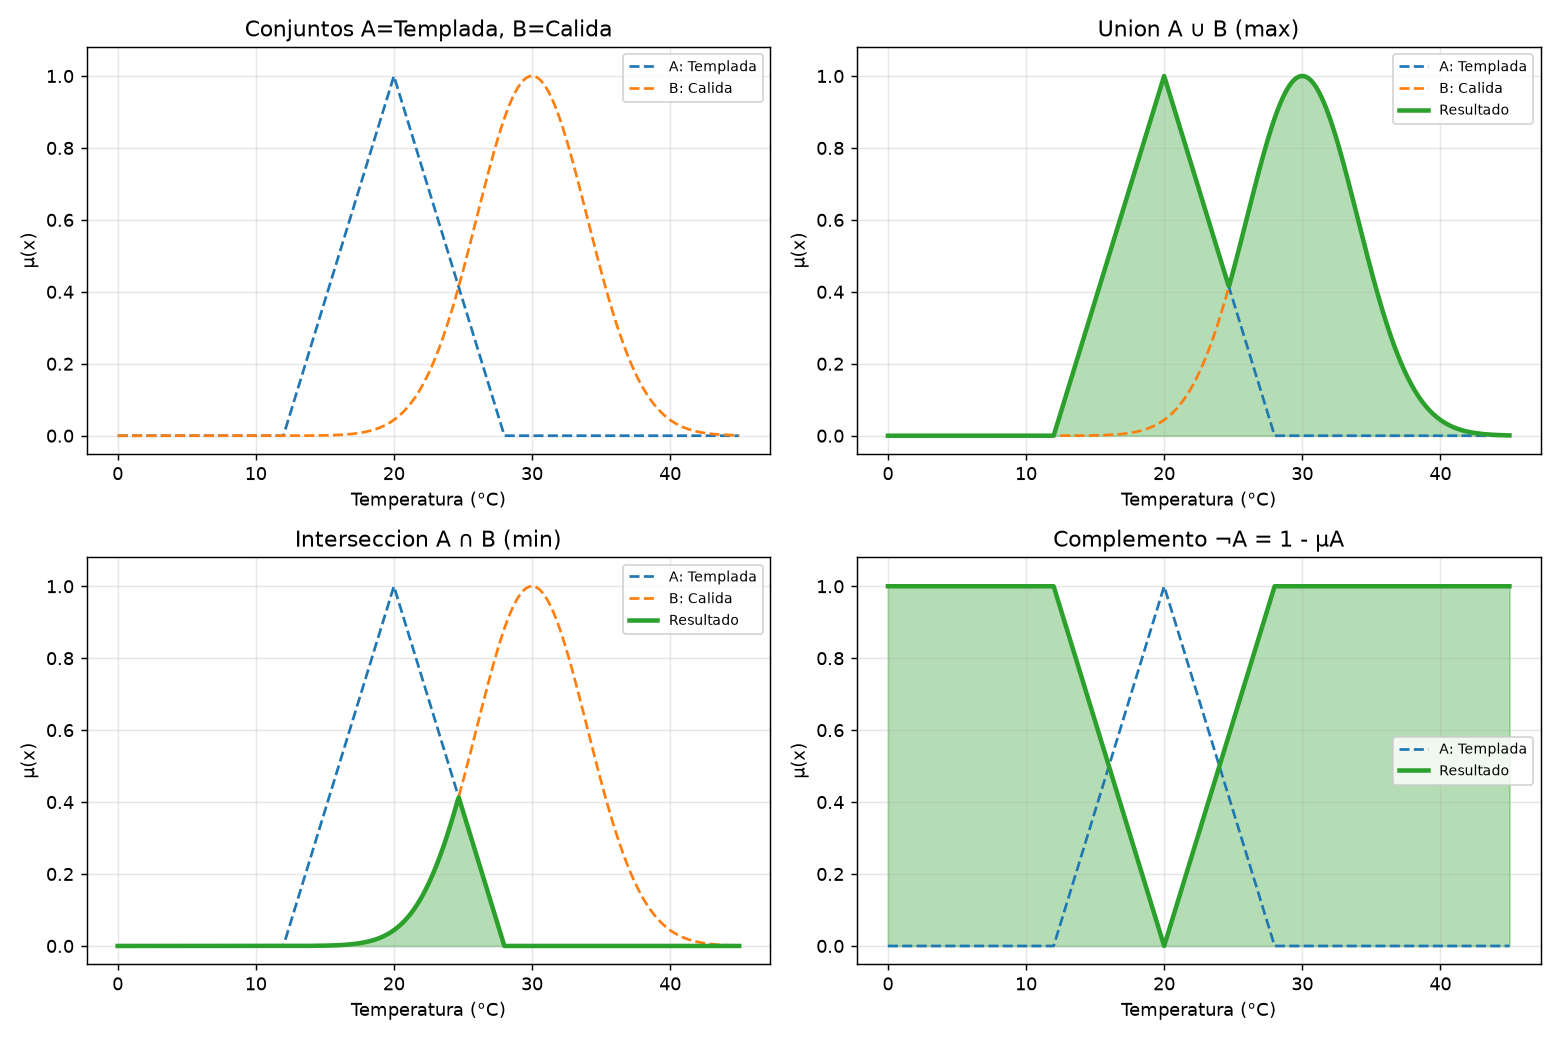 Conjuntos A=Templada, B=Calida
A: Templada
B: Calida
1.0
0.8
0.6
0.4
0.2
0.0
μ(x)
0 10 20 30 40
Temperatura (°C)
Union A ∪ B (max)
A: Templada
B: Calida
Resultado
1.0
0.8
0.6
0.4
0.2
0.0
μ(x)
0 10 20 30 40
Temperatura (°C)
Interseccion A ∩ B (min)
A: Templada
B: Calida
Resultado
1.0
0.8
0.6
0.4
0.2
0.0
μ(x)
0 10 20 30 40
Temperatura (°C)
Complemento ¬A = 1 - μA
A: Templada
Resultado
1.0
0.8
0.6
0.4
0.2
0.0
μ(x)
0 10 20 30 40
Temperatura (°C)